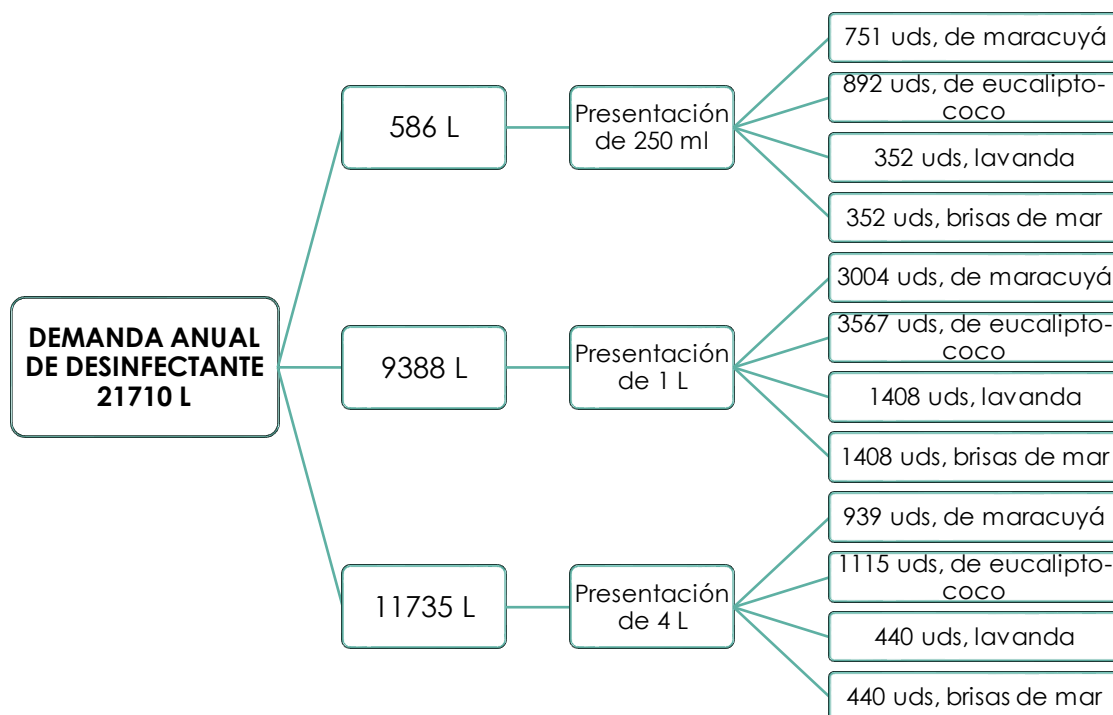 DEMANDA ANUAL
DE DESINFECTANTE
21710 L
586 L
Presentación
de 250 ml
751 uds, de maracuyá
892 uds, de eucalipto-
coco
352 uds, lavanda
352 uds, brisas de mar
9388 L
Presentación
de 1 L
3004 uds, de maracuyá
3567 uds, de eucalipto-
coco
1408 uds, lavanda
1408 uds, brisas de mar
11735 L
Presentación
de 4 L
939 uds, de maracuyá
1115 uds, de eucalipto-
coco
440 uds, lavanda
440 uds, brisas de mar